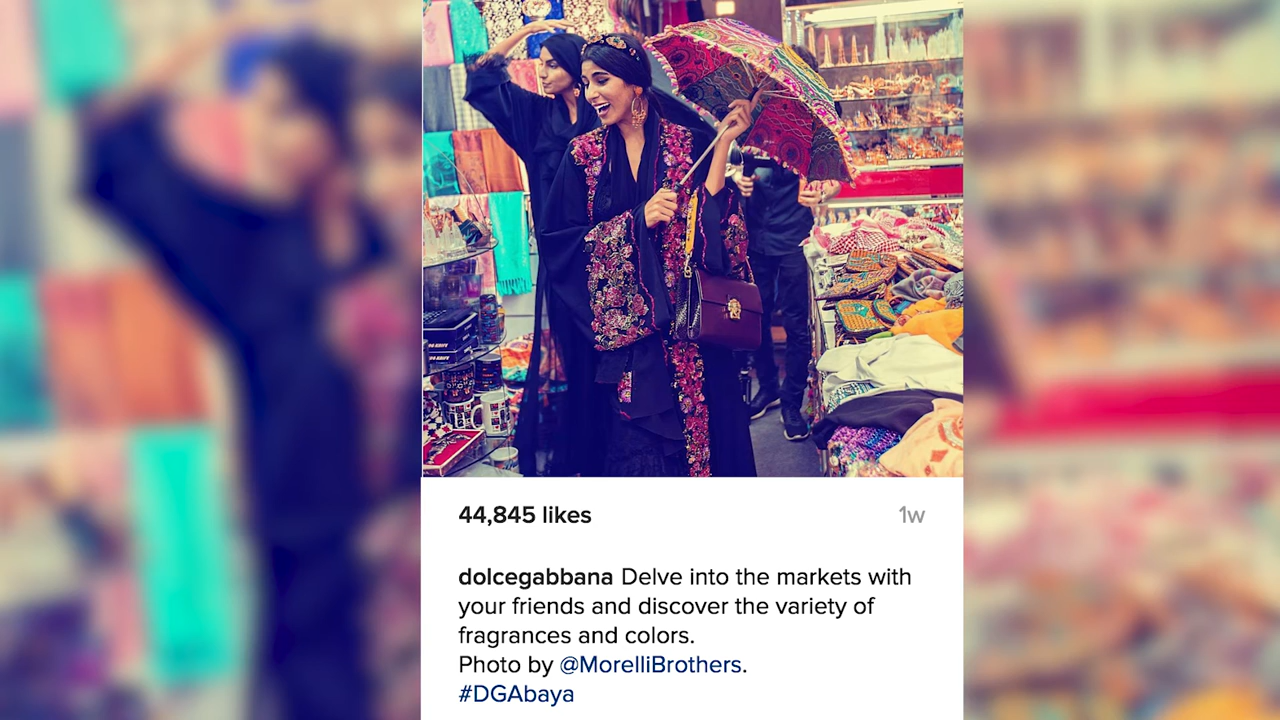 44,845 likes
1w
dolcegabbana Delve into the markets with
your friends and discover the variety of
fragrances and colors.
Photo by @MorelliBrothers.
#DGAbaya